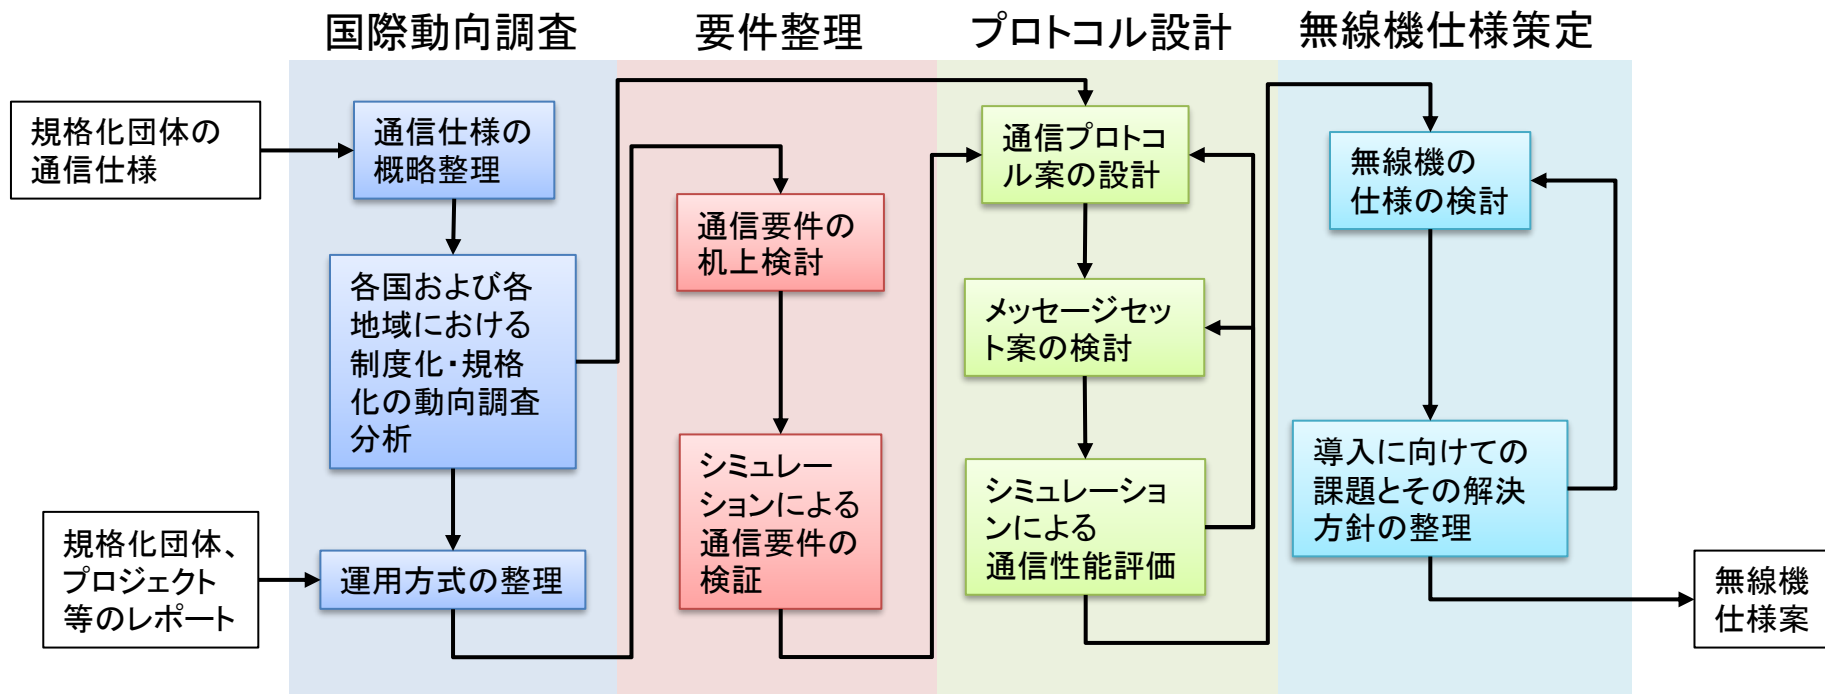 国際動向調査
要件整理
プロトコル設計
無線機仕様策定
規格化団体の
通信仕様
通信仕様の
概略整理
各国および各
地域における
制度化・規格
化の動向調査
分析
規格化団体、
プロジェクト
等のレポート
運用方式の整理
通信要件の
机上検討
シミュレー
ションによる
通信要件の
検証
通信プロトコ
ル案の設計
メッセージセッ
ト案の検討
シミュレーショ
ンによる
通信性能評価
無線機の
仕様の検討
導入に向けての
課題とその解決
方針の整理
無線機
仕様案